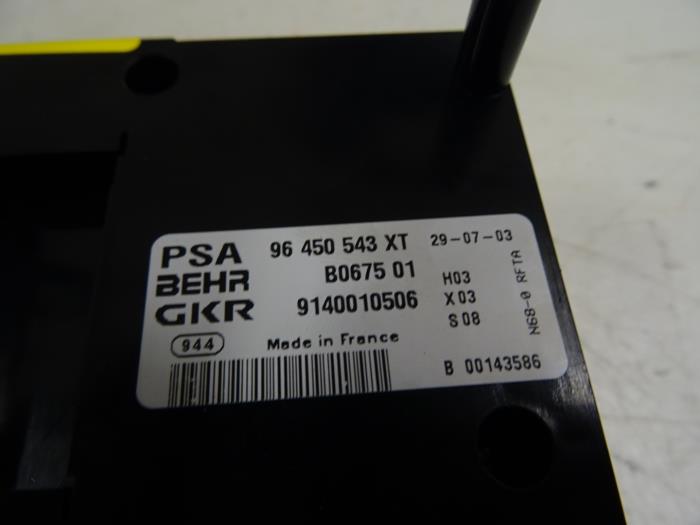 PSA 96 450 543 XT 29-07-03
BEHR B0675 01 H03
GKR 9140010506 X03
S08
N68-0 RFTA
944 Made in France
B 00143586